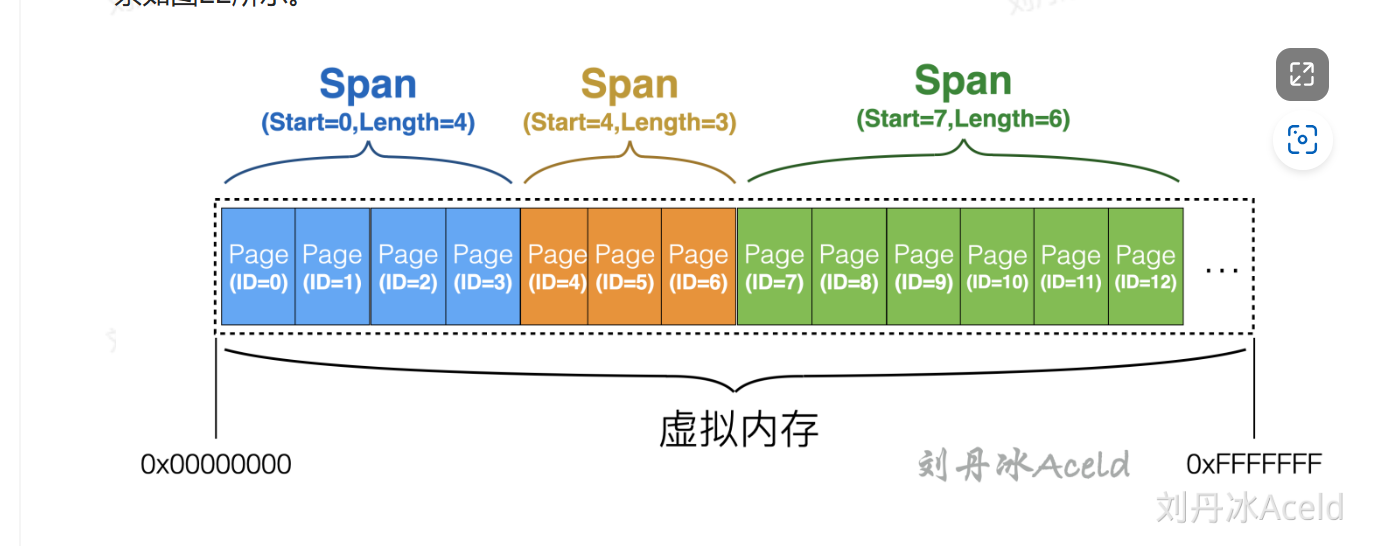 Span
(Start=0,Length=4)
Span
(Start=4,Length=3)
Span
(Start=7,Length=6)
Page
(ID=0)
Page
(ID=1)
Page
(ID=2)
Page
(ID=3)
Page
(ID=4)
Page
(ID=5)
Page
(ID=6)
Page
(ID=7)
Page
(ID=8)
Page
(ID=9)
Page
(ID=10)
Page
(ID=11)
Page
(ID=12)
...
虚拟内存
0x00000000
刘丹冰Aceld
0xFFFFFFFF
刘丹冰Aceld